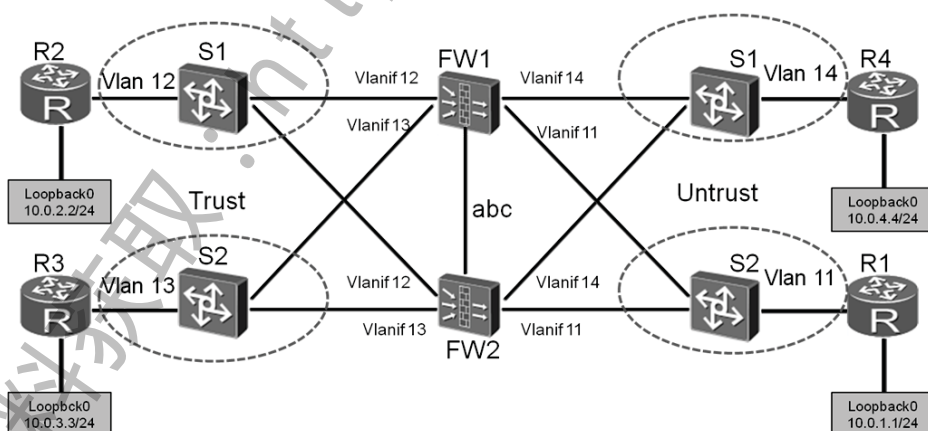 R2
Vlan 12
S1
Vlanif 12
FW1
Vlanif 14
S1
Vlan 14
R4
R
R
Vlanif 13
Vlanif 11
Loopback0
10.0.2.2/24
Trust
abc
Untrust
Loopback0
10.0.4.4/24
R3
Vlan 13
S2
Vlanif 12
Vlanif 14
S2
Vlan 11
R1
R
R
Vlanif 13
FW2
Vlanif 11
Loopbck0
10.0.3.3/24
Loopback0
10.0.1.1/24
料获取